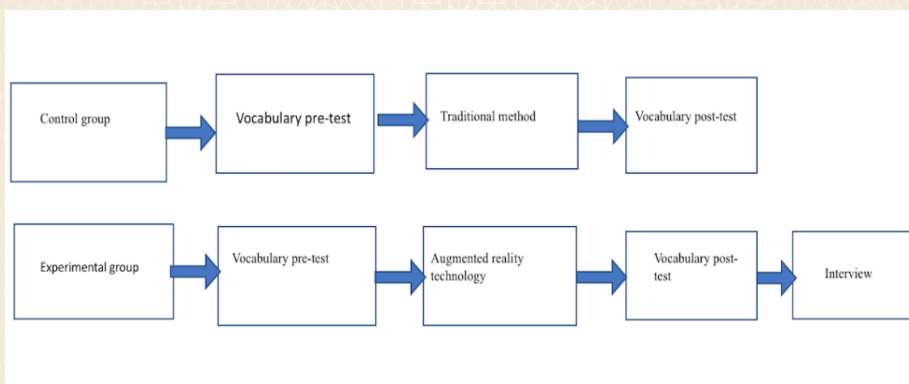 Control group
Vocabulary pre-test
Traditional method
Vocabulary post-test
Experimental group
Vocabulary pre-test
Augmented reality
technology
Vocabulary post-
test
Interview